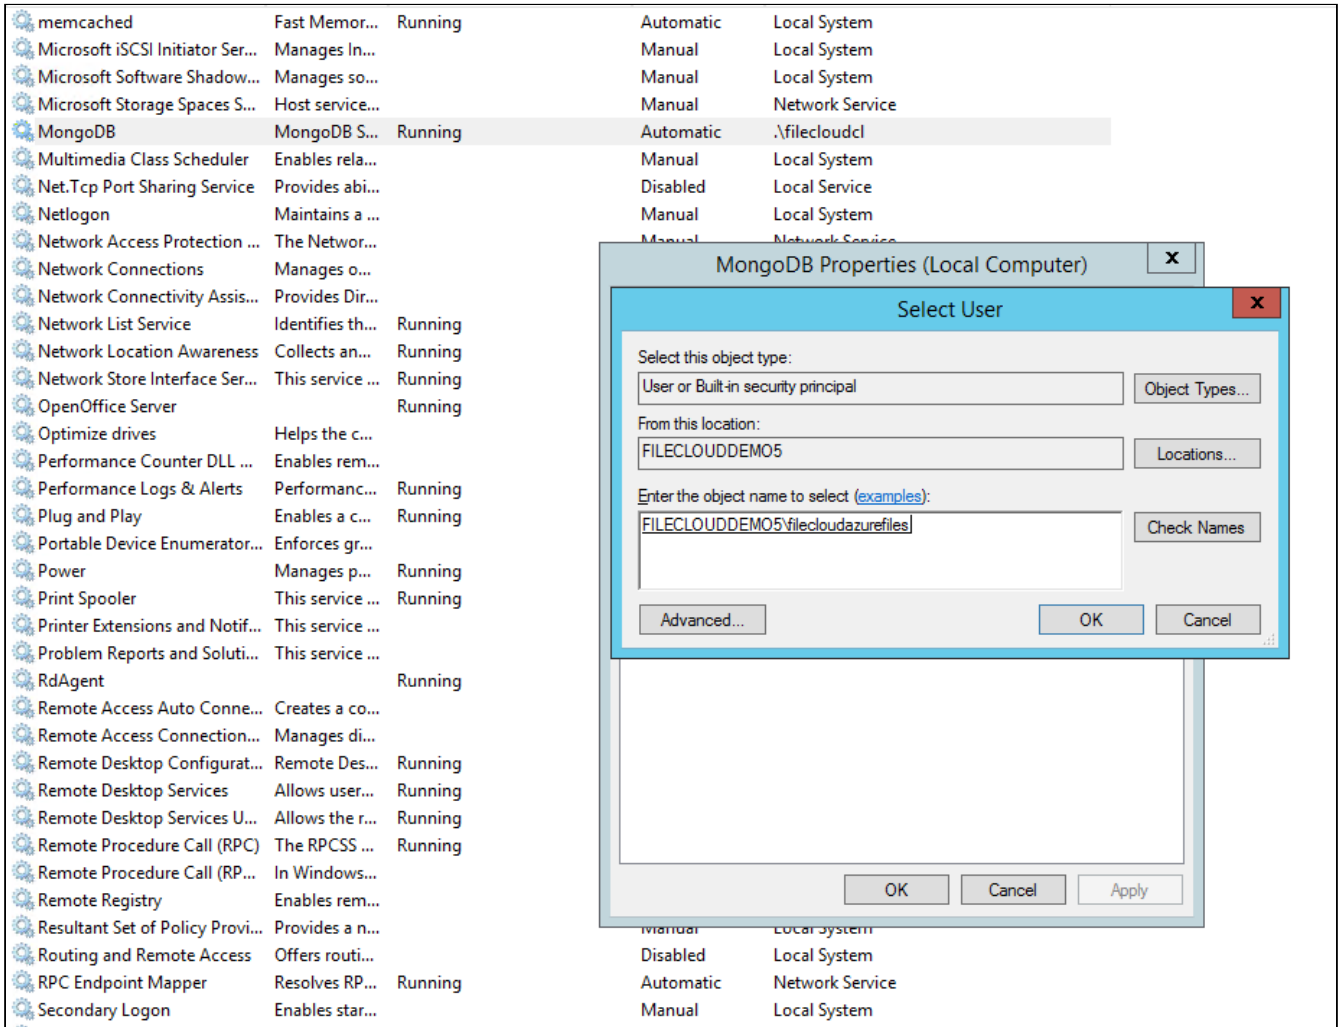 memcached Fast Memor... Running Automatic Local System
Microsoft iSCSI Initiator Ser... Manages In... Manual Local System
Microsoft Software Shadow... Manages so... Manual Local System
Microsoft Storage Spaces S... Host service... Manual Network Service
MongoDB MongoDB S... Running Automatic .\filecloudcl
Multimedia Class Scheduler Enables rela... Manual Local System
Net.Tcp Port Sharing Service Provides abi... Disabled Local Service
Netlogon Maintains a ... Manual Local System
Network Access Protection ... The Networ... Manual Network Service
Network Connections Manages o...
Network Connectivity Assis... Provides Dir...
Network List Service Identifies th... Running
Network Location Awareness Collects an... Running
Network Store Interface Ser... This service ... Running
OpenOffice Server Running
Optimize drives Helps the c...
Performance Counter DLL ... Enables rem...
Performance Logs & Alerts Performanc... Running
Plug and Play Enables a c... Running
Portable Device Enumerator... Enforces gr...
Power Manages p... Running
Print Spooler This service ... Running
Printer Extensions and Notif... This service ...
Problem Reports and Soluti... This service ...
RdAgent Running
Remote Access Auto Conne... Creates a co...
Remote Access Connection... Manages di...
Remote Desktop Configurat... Remote Des... Running
Remote Desktop Services Allows user... Running
Remote Desktop Services U... Allows the r... Running
Remote Procedure Call (RPC) The RPCSS ... Running
Remote Procedure Call (RP... In Windows...
Remote Registry Enables rem...
Resultant Set of Policy Provi... Provides a n... Manual Local System
Routing and Remote Access Offers routi... Disabled Local System
RPC Endpoint Mapper Resolves RP... Running Automatic Network Service
Secondary Logon Enables star... Manual Local System
MongoDB Properties (Local Computer) x
Select User x
Select this object type:
User or Built-in security principal Object Types...
From this location:
FILECLOUDDEMO5 Locations...
Enter the object name to select (examples):
FILECLOUDDEMO5\filecloudazurefiles Check Names
Advanced... OK Cancel
OK Cancel Apply